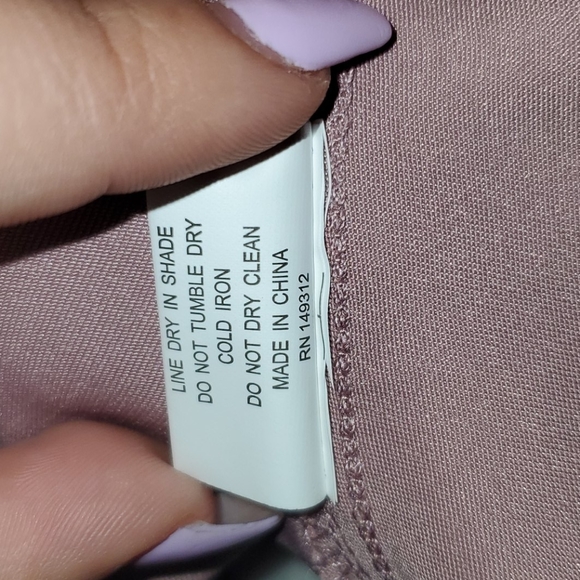 LINE DRY IN SHADE
DO NOT TUMBLE DRY
COLD IRON
DO NOT DRY CLEAN
MADE IN CHINA
RN 149312